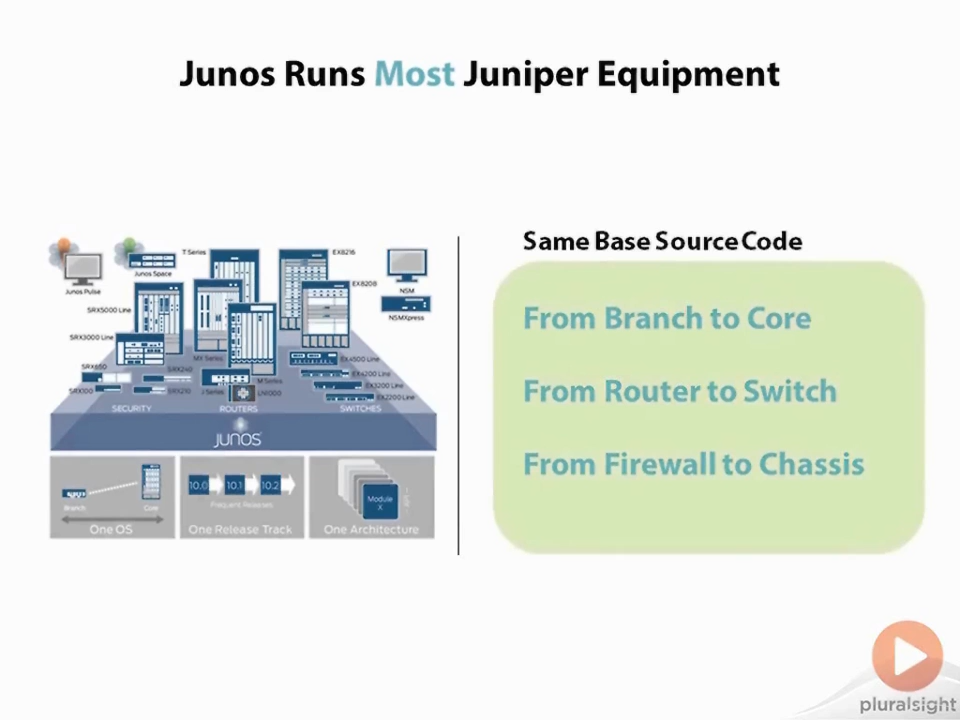 Junos Runs Most Juniper Equipment
Same Base Source Code
From Branch to Core
From Router to Switch
From Firewall to Chassis
Junos Pulse
Junos Space
T Series
EX8216
NSM
EX8208
NSMXpress
SRX5000 Line
SRX3000 Line
MX Series
EX4500 Line
SRX650
SRX240
M Series
EX4200 Line
SRX100
SRX210
J Series
LN1000
EX3200 Line
EX2200 Line
SECURITY
ROUTERS
SWITCHES
JUNOS
10.0
10.1
10.2
Module
X
Branch
Core
Frequent Releases
One OS
One Release Track
One Architecture
pluralsight